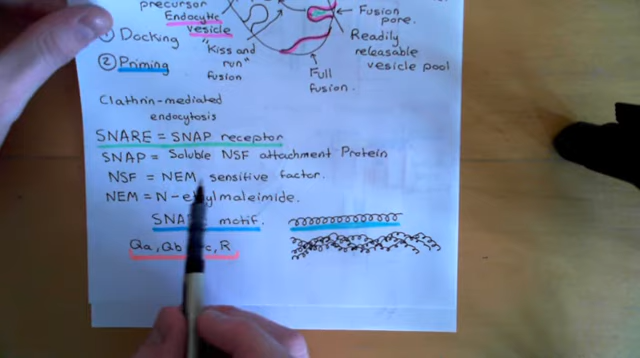 precursor
Endocytic
vesicle
① Docking
② Priming
"Kiss and
run"
fusion
Fusion
pore.
Readily
releasable
vesicle pool
Full
fusion.
Clathrin-mediated
endocytosis
SNARE = SNAP receptor
SNAP = Soluble NSF attachment Protein
NSF = NEM sensitive factor.
NEM = N- maleimide.
motif.
Qa, Qb R